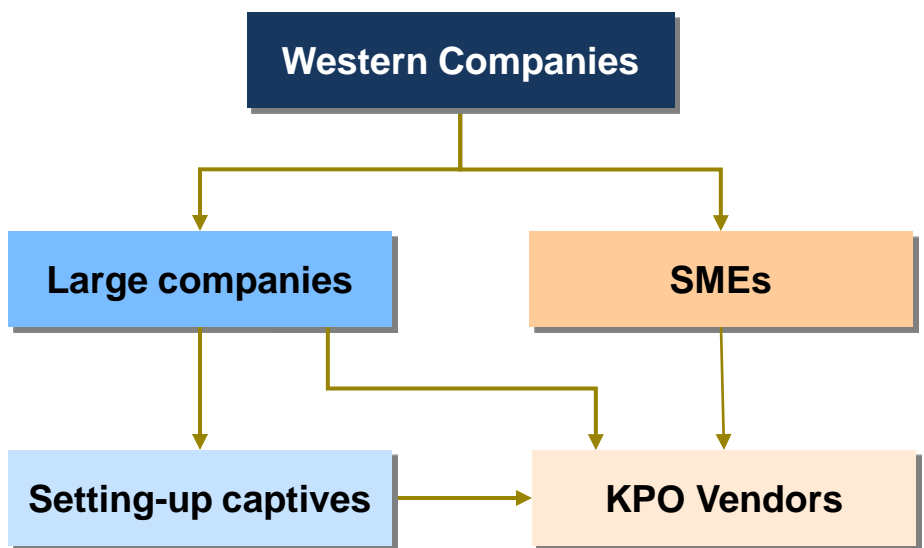 Western Companies
Large companies
SMEs
Setting-up captives
KPO Vendors